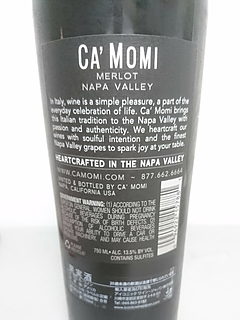 CA' MOMI
MERLOT
NAPA VALLEY
In Italy, wine is a simple pleasure, a part of the
everyday celebration of life. Ca' Momi brings
this Italian tradition to the Napa Valley with
passion and authenticity. We heartcraft our
wines with soulful intention and the finest
Napa Valley grapes to spark joy at your table.
HEARTCRAFTED IN THE NAPA VALLEY
WWW.CAMOMI.COM - 877.662.6664
VINTED & BOTTLED BY CA' MOMI
NAPA, CALIFORNIA USA
GOVERNMENT WARNING: (1) ACCORDING TO THE
SURGEON GENERAL, WOMEN SHOULD NOT DRINK
ALCOHOLIC BEVERAGES DURING PREGNANCY
BECAUSE OF THE RISK OF BIRTH DEFECTS. (2)
CONSUMPTION OF ALCOHOLIC BEVERAGES
IMPAIRS YOUR ABILITY TO DRIVE A CAR OR
OPERATE MACHINERY, AND MAY CAUSE HEALTH
PROBLEMS.
750 ML • ALC. 13.5% BY VOL
CONTAINS SULFITES